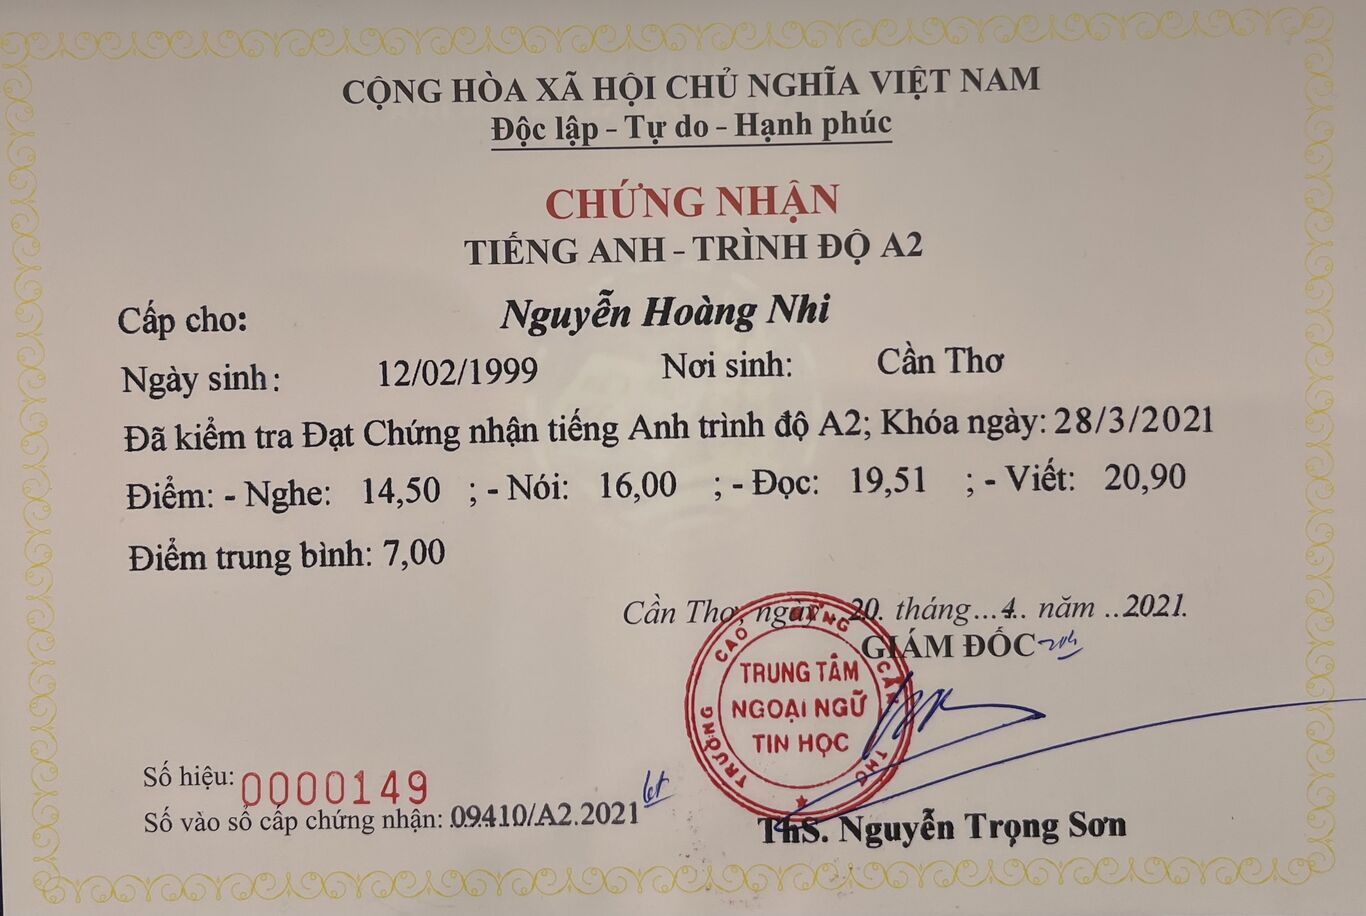 CỘNG HÒA XÃ HỘI CHỦ NGHĨA VIỆT NAM
Độc lập - Tự do - Hạnh phúc
CHỨNG NHẬN
TIẾNG ANH - TRÌNH ĐỘ A2
Cấp cho: Nguyễn Hoàng Nhi
Ngày sinh: 12/02/1999 Nơi sinh: Cần Thơ
Đã kiểm tra Đạt Chứng nhận tiếng Anh trình độ A2; Khóa ngày: 28/3/2021
Điểm: - Nghe: 14,50 ; - Nói: 16,00 ; - Đọc: 19,51 ; - Viết: 20,90
Điểm trung bình: 7,00
Cần Thơ, ngày 20. tháng...4.. năm ..2021.
GIÁM ĐỐC
TRƯỜNG CAO ĐẲNG CẦN THƠ
TRUNG TÂM
NGOẠI NGỮ
TIN HỌC
Số hiệu: 0000149
Số vào sổ cấp chứng nhận: 09410/A2.2021
ThS. Nguyễn Trọng Sơn